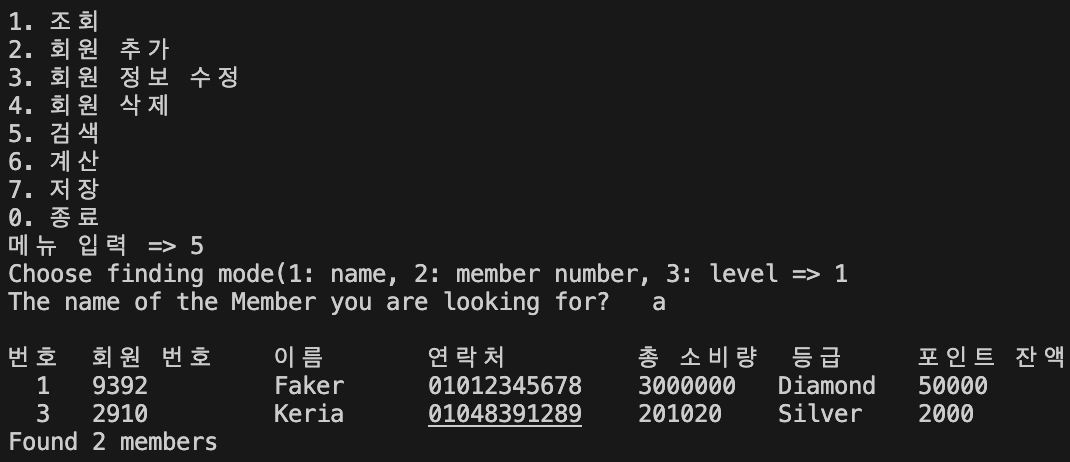 1. 조회
2. 회원 추가
3. 회원 정보 수정
4. 회원 삭제
5. 검색
6. 계산
7. 저장
0. 종료
메뉴 입력 => 5
Choose finding mode(1: name, 2: member number, 3: level => 1
The name of the Member you are looking for?   a
번호  회원 번호    이름    연락처    총 소비량  등급    포인트 잔액
1  9392    Faker    01012345678    3000000   Diamond   50000
3  2910    Keria    01048391289    201020    Silver    2000
Found 2 members